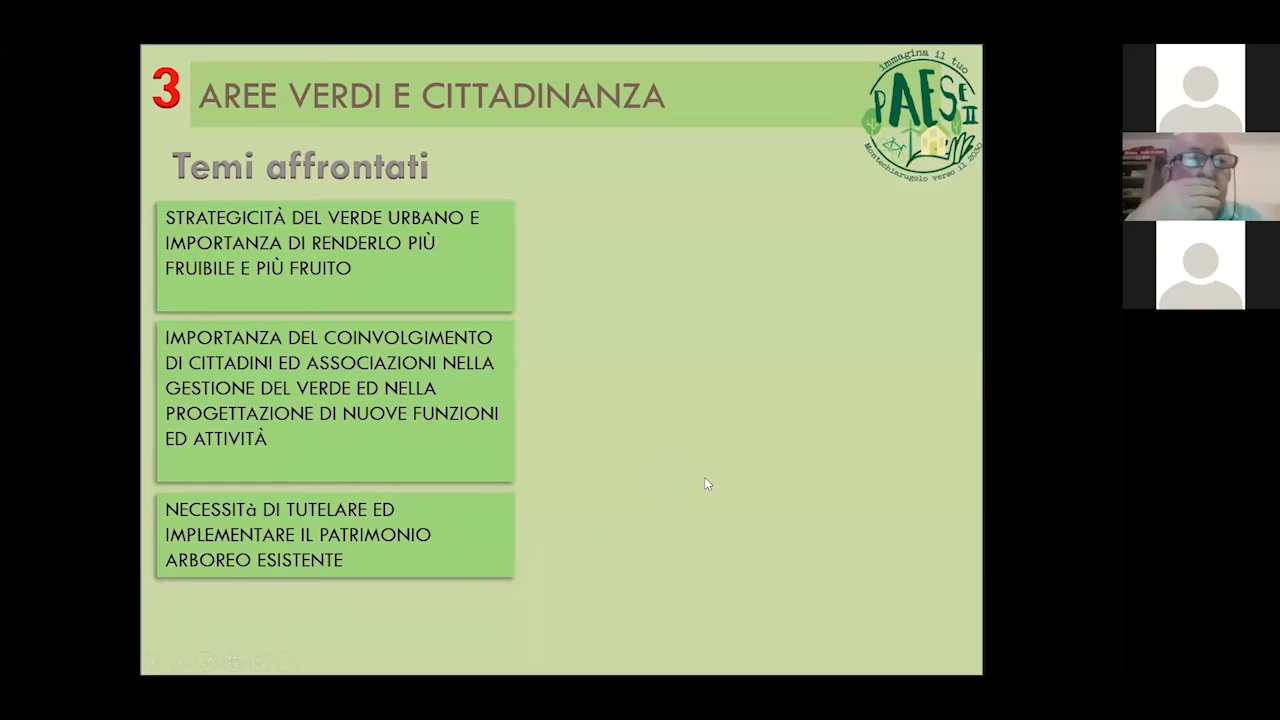 3 AREE VERDI E CITTADINANZA
immagina il tuo
PAESE
Montechiarugolo verso il 2030
Temi affrontati
STRATEGICITÀ DEL VERDE URBANO E
IMPORTANZA DI RENDERLO PIÙ
FRUIBILE E PIÙ FRUITO
IMPORTANZA DEL COINVOLGIMENTO
DI CITTADINI ED ASSOCIAZIONI NELLA
GESTIONE DEL VERDE ED NELLA
PROGETTAZIONE DI NUOVE FUNZIONI
ED ATTIVITÀ
NECESSITà DI TUTELARE ED
IMPLEMENTARE IL PATRIMONIO
ARBOREO ESISTENTE